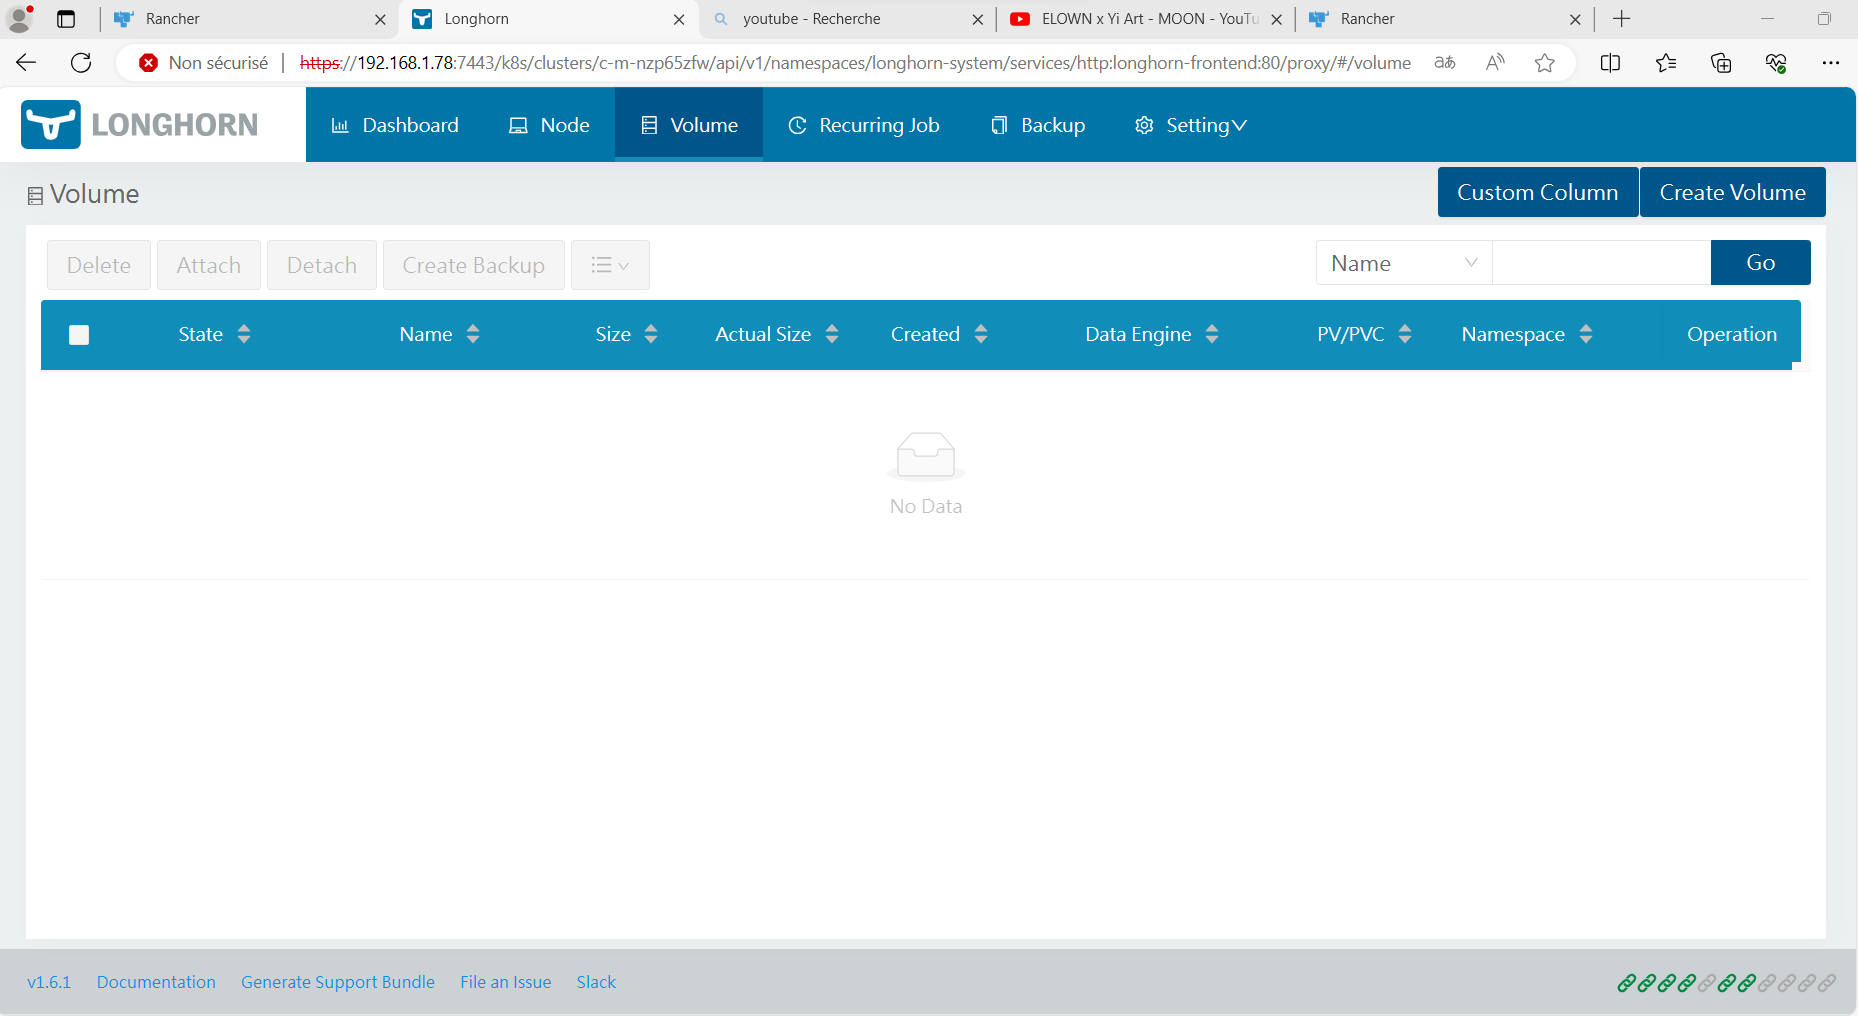 Rancher
Longhorn
youtube - Recherche
ELOWN x Yi Art - MOON - YouTu
Rancher
Non sécurisé
https://192.168.1.78:7443/k8s/clusters/c-m-nzp65zfw/api/v1/namespaces/longhorn-system/services/http:longhorn-frontend:80/proxy/#/volume
aあ
LONGHORN
Dashboard
Node
Volume
Recurring Job
Backup
Setting
Volume
Custom Column
Create Volume
Delete
Attach
Detach
Create Backup
Name
Go
State
Name
Size
Actual Size
Created
Data Engine
PV/PVC
Namespace
Operation
No Data
v1.6.1
Documentation
Generate Support Bundle
File an Issue
Slack